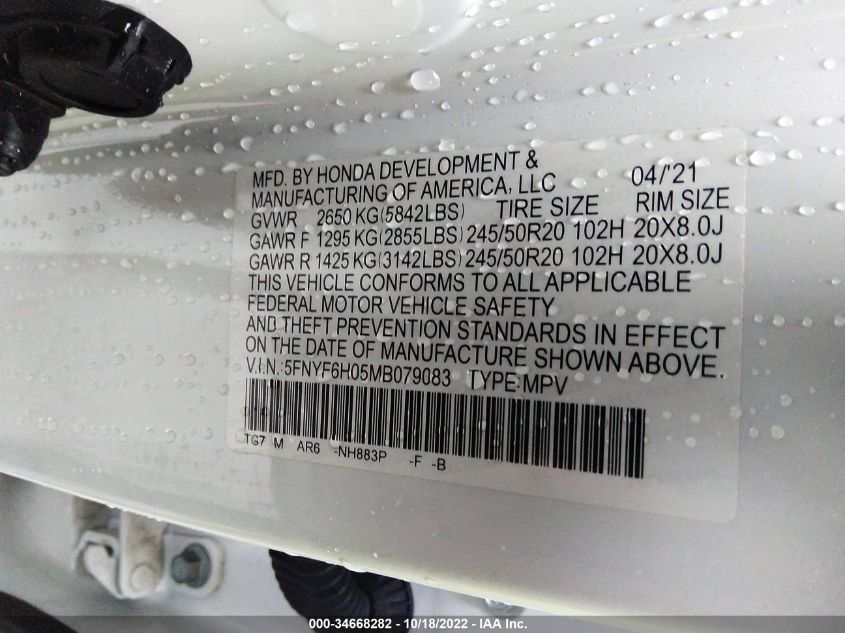 MFD. BY HONDA DEVELOPMENT &
MANUFACTURING OF AMERICA, LLC 04/'21
GVWR 2650 KG(5842LBS) TIRE SIZE RIM SIZE
GAWR F 1295 KG(2855LBS) 245/50R20 102H 20X8.0J
GAWR R 1425 KG(3142LBS) 245/50R20 102H 20X8.0J
THIS VEHICLE CONFORMS TO ALL APPLICABLE
FEDERAL MOTOR VEHICLE SAFETY
AND THEFT PREVENTION STANDARDS IN EFFECT
ON THE DATE OF MANUFACTURE SHOWN ABOVE.
V.I.N.:5FNYF6H05MB079083 TYPE:MPV
TG7 M AR6 -NH883P -F -B
000-34668282 - 10/18/2022 - IAA Inc.